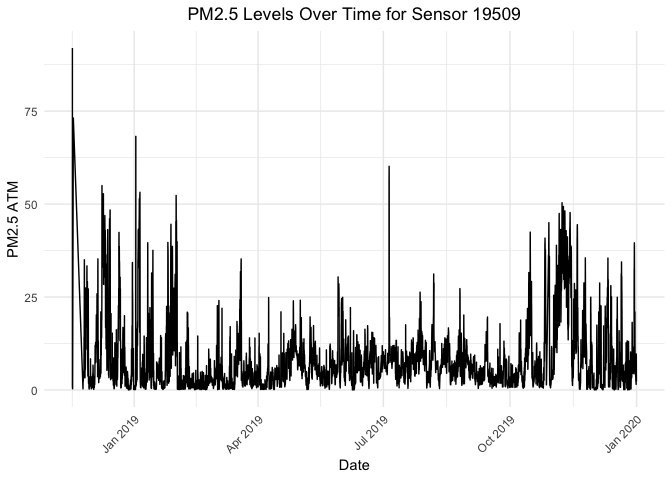 PM2.5 Levels Over Time for Sensor 19509
PM2.5 ATM
75
50
25
0
Jan 2019
Apr 2019
Jul 2019
Oct 2019
Jan 2020
Date